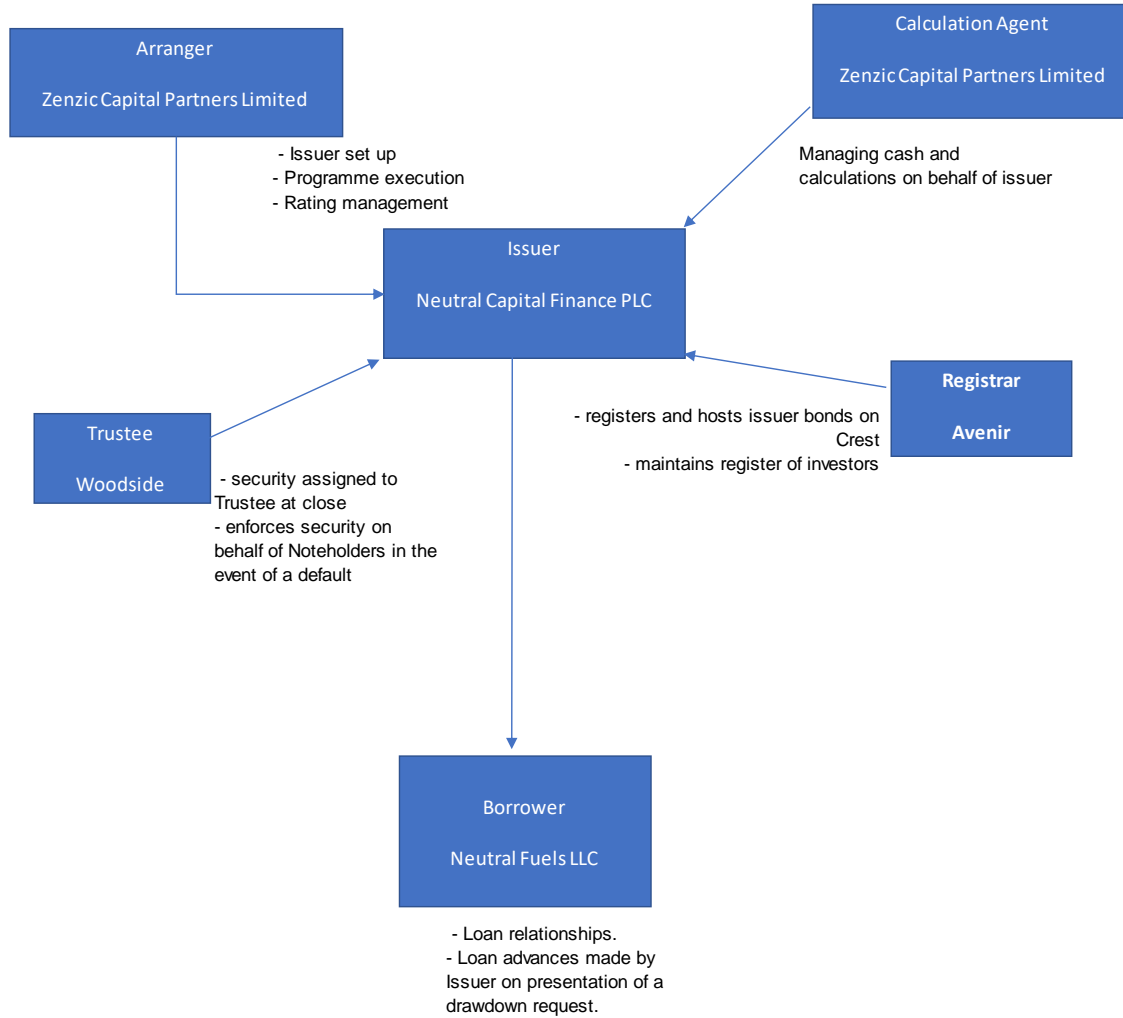 Arranger
Zenzic Capital Partners Limited
Calculation Agent
Zenzic Capital Partners Limited
- Issuer set up
- Programme execution
- Rating management
Managing cash and
calculations on behalf of issuer
Issuer
Neutral Capital Finance PLC
Trustee
Woodside
- security assigned to
Trustee at close
- enforces security on
behalf of Noteholders in the
event of a default
- registers and hosts issuer bonds on
Crest
- maintains register of investors
Registrar
Avenir
Borrower
Neutral Fuels LLC
- Loan relationships.
- Loan advances made by
Issuer on presentation of a
drawdown request.